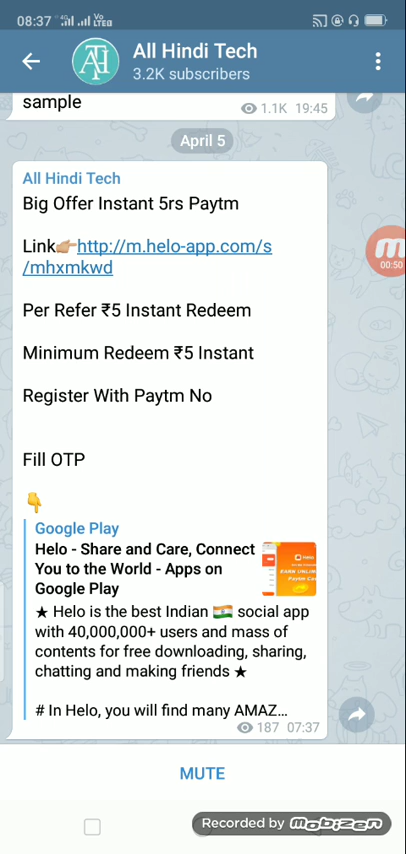 08:37 4G Vo LTE
All Hindi Tech
3.2K subscribers
sample
1.1K 19:45
April 5
All Hindi Tech
Big Offer Instant 5rs Paytm
Link👉🏼http://m.helo-app.com/s
/mhxmkwd
00:50
Per Refer ₹5 Instant Redeem
Minimum Redeem ₹5 Instant
Register With Paytm No
Fill OTP
👇
Google Play
Helo - Share and Care, Connect
You to the World - Apps on
Google Play
★ Helo is the best Indian 🇮🇳 social app
with 40,000,000+ users and mass of
contents for free downloading, sharing,
chatting and making friends ★
# In Helo, you will find many AMAZ...
187 07:37
MUTE
Recorded by Mobizen